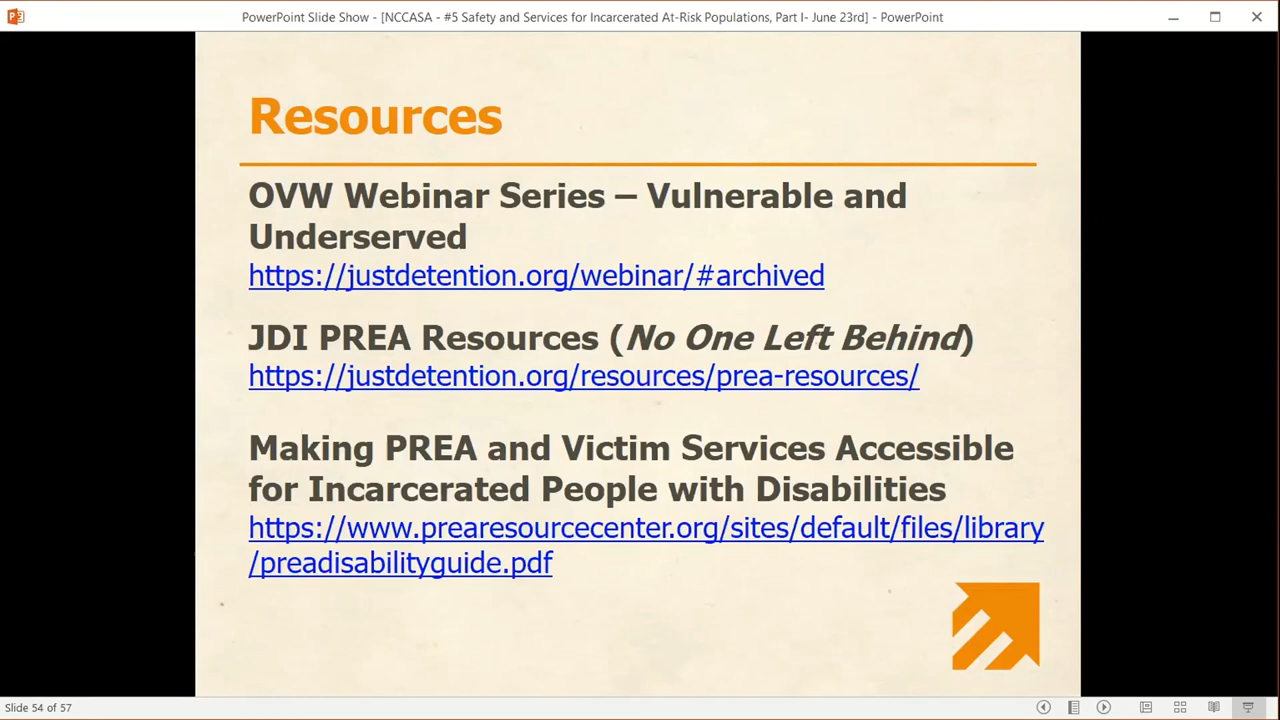 PowerPoint Slide Show - [NCCASA - #5 Safety and Services for Incarcerated At-Risk Populations, Part I- June 23rd] - PowerPoint
Resources
OVW Webinar Series – Vulnerable and
Underserved
https://justdetention.org/webinar/#archived
JDI PREA Resources (No One Left Behind)
https://justdetention.org/resources/prea-resources/
Making PREA and Victim Services Accessible
for Incarcerated People with Disabilities
https://www.prearesourcecenter.org/sites/default/files/library
/preadisabilityguide.pdf
Slide 54 of 57